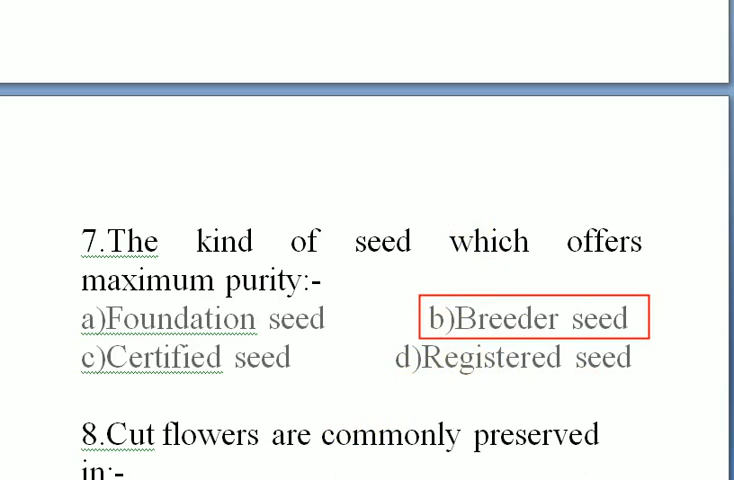 7.The kind of seed which offers
maximum purity:-
a)Foundation seed b)Breeder seed
c)Certified seed d)Registered seed
8.Cut flowers are commonly preserved
in:-